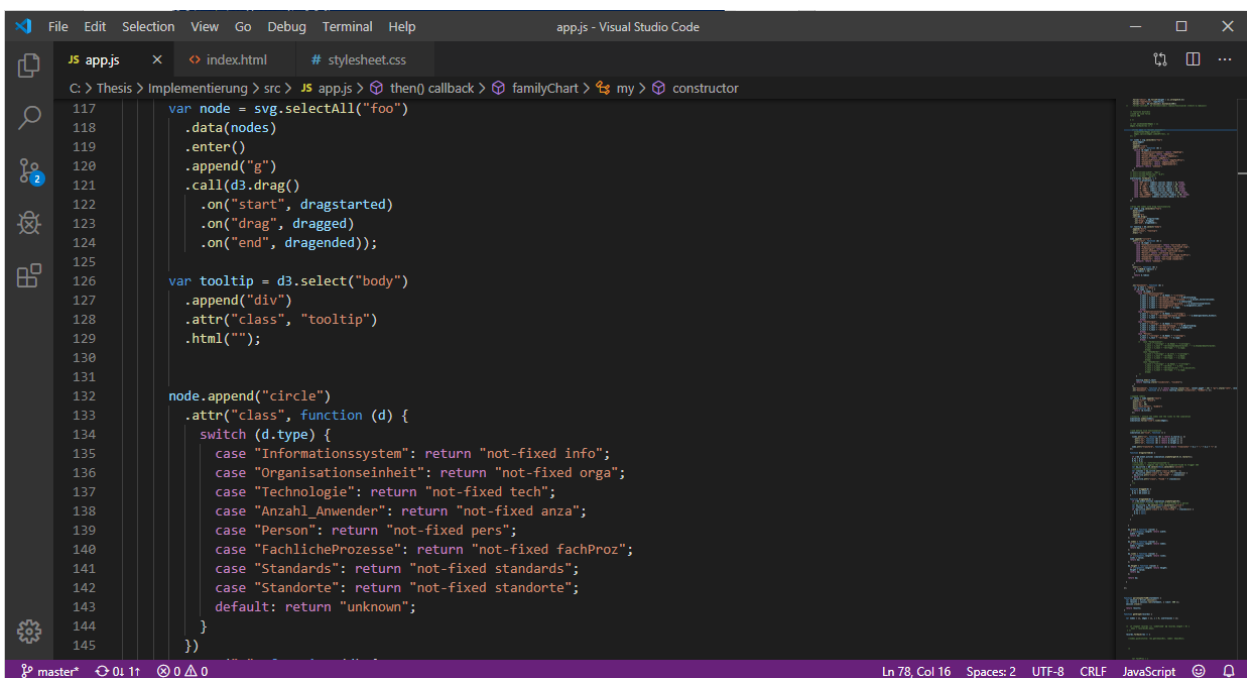 File Edit Selection View Go Debug Terminal Help app.js - Visual Studio Code
JS app.js × <> index.html # stylesheet.css ...
C: > Thesis > Implementierung > src > JS app.js > then() callback > familyChart > my > constructor
117 var node = svg.selectAll("foo")
118 .data(nodes)
119 .enter()
120 .append("g")
121 .call(d3.drag()
122 .on("start", dragstarted)
123 .on("drag", dragged)
124 .on("end", dragended));
125
126 var tooltip = d3.select("body")
127 .append("div")
128 .attr("class", "tooltip")
129 .html("");
130
131
132 node.append("circle")
133 .attr("class", function (d) {
134 switch (d.type) {
135 case "Informationssystem": return "not-fixed info";
136 case "Organisationseinheit": return "not-fixed orga";
137 case "Technologie": return "not-fixed tech";
138 case "Anzahl_Anwender": return "not-fixed anza";
139 case "Person": return "not-fixed pers";
140 case "FachlicheProzesse": return "not-fixed fachProz";
141 case "Standards": return "not-fixed standards";
142 case "Standorte": return "not-fixed standorte";
143 default: return "unknown";
144 }
145 })
2
master* 0↓ 1↑ 0 0 Ln 78, Col 16 Spaces: 2 UTF-8 CRLF JavaScript